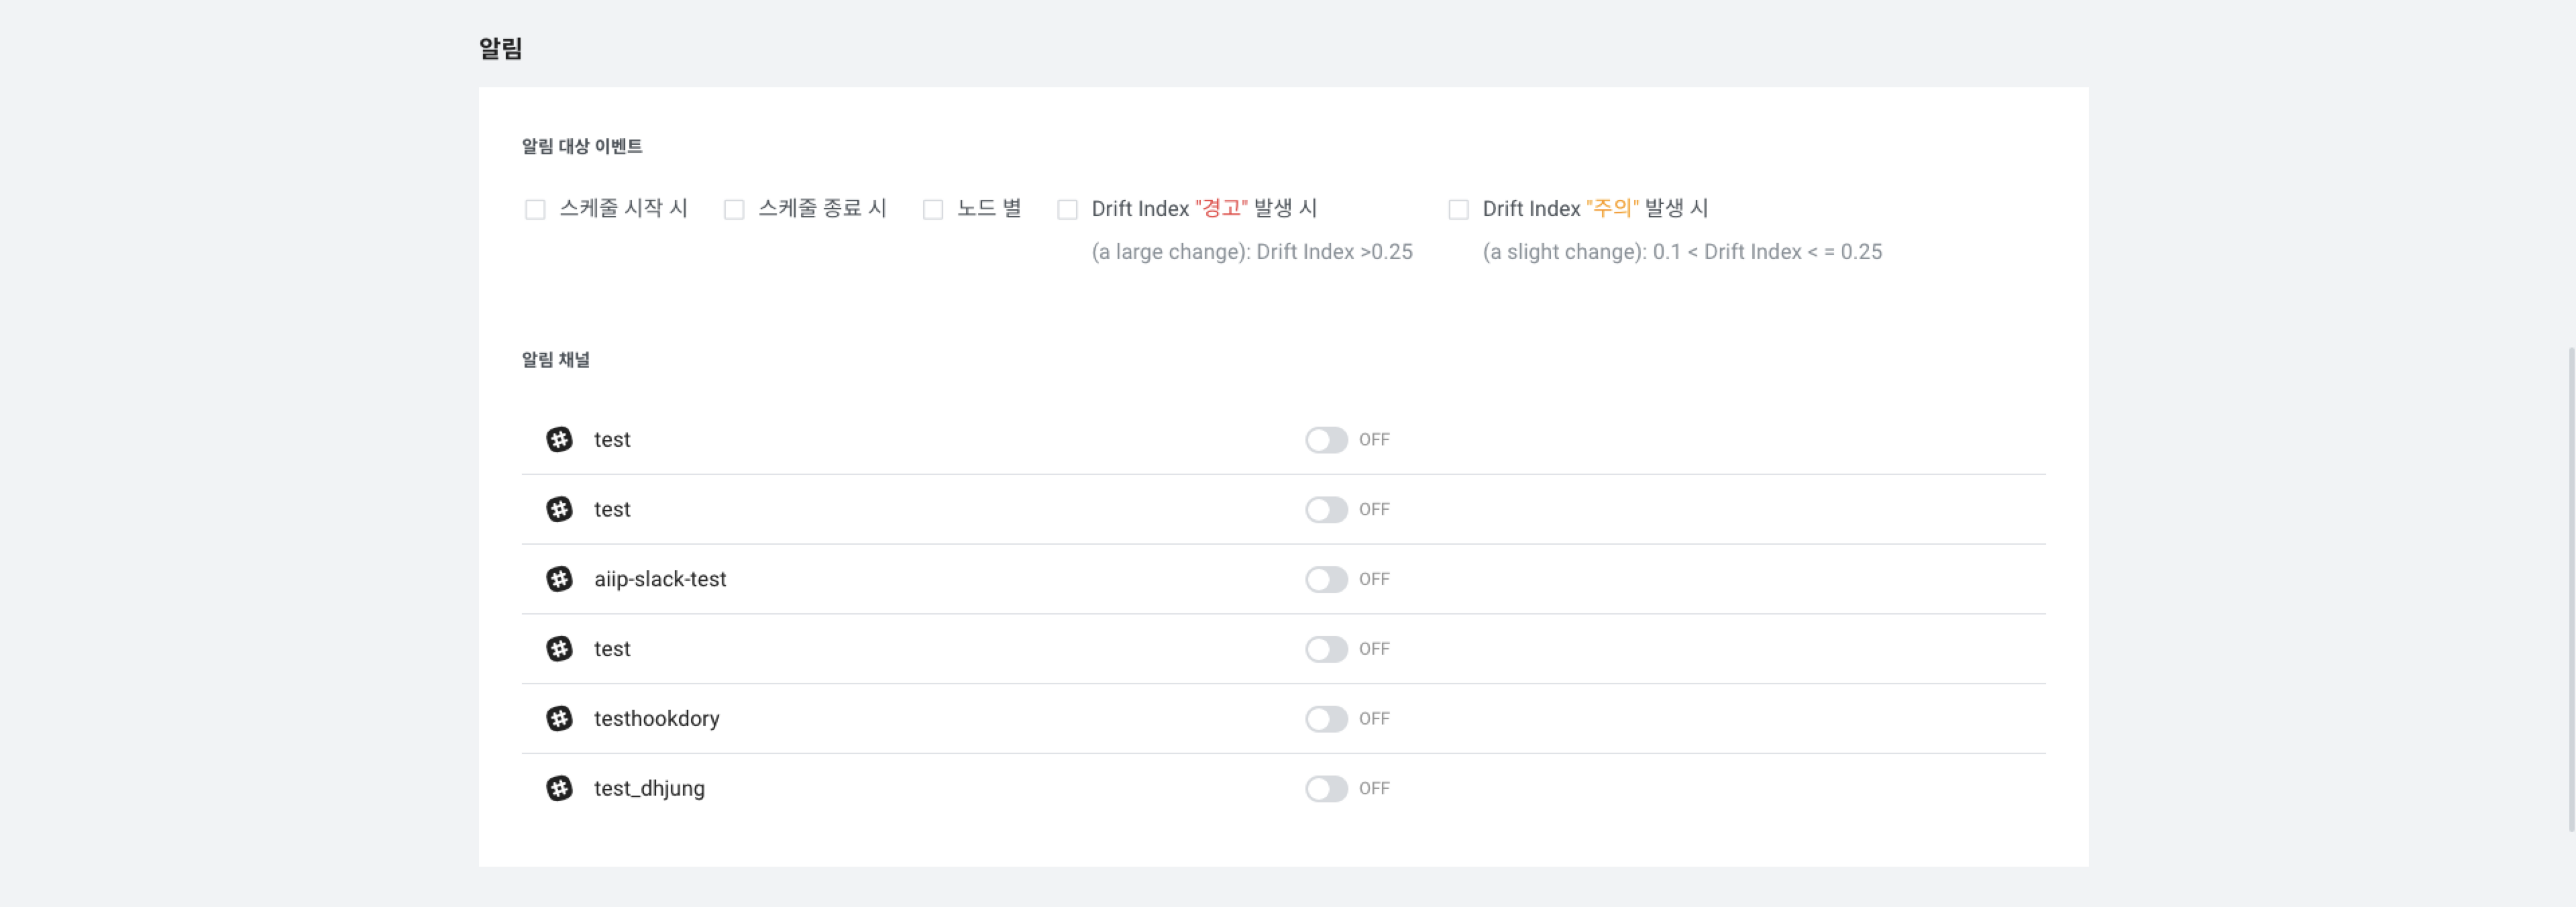 알림
알림 대상 이벤트
스케줄 시작 시 스케줄 종료 시 노드 별 Drift Index "경고" 발생 시 Drift Index "주의" 발생 시
(a large change): Drift Index >0.25 (a slight change): 0.1 < Drift Index < = 0.25
알림 채널
test OFF
test OFF
aiip-slack-test OFF
test OFF
testhookdory OFF
test_dhjung OFF